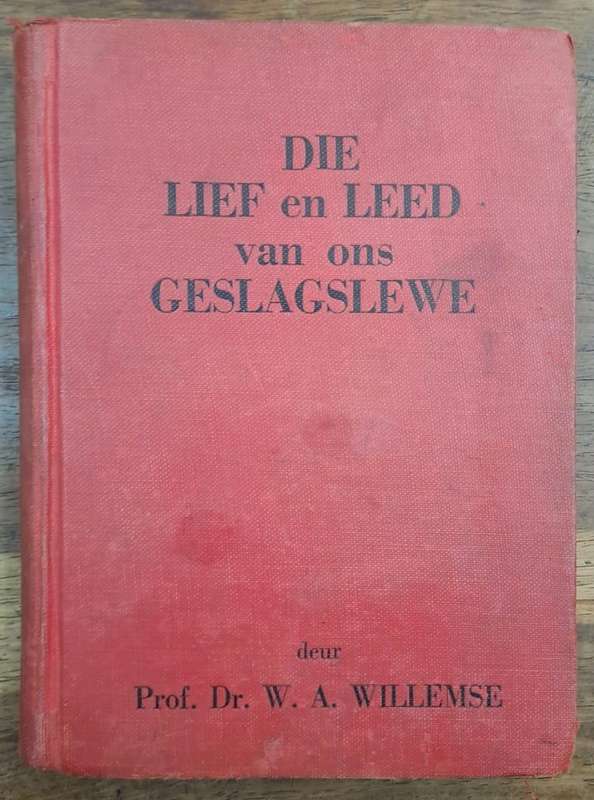 DIE
LIEF en LEED
van ons
GESLAGSLEWE
deur
Prof. Dr. W. A. WILLEMSE